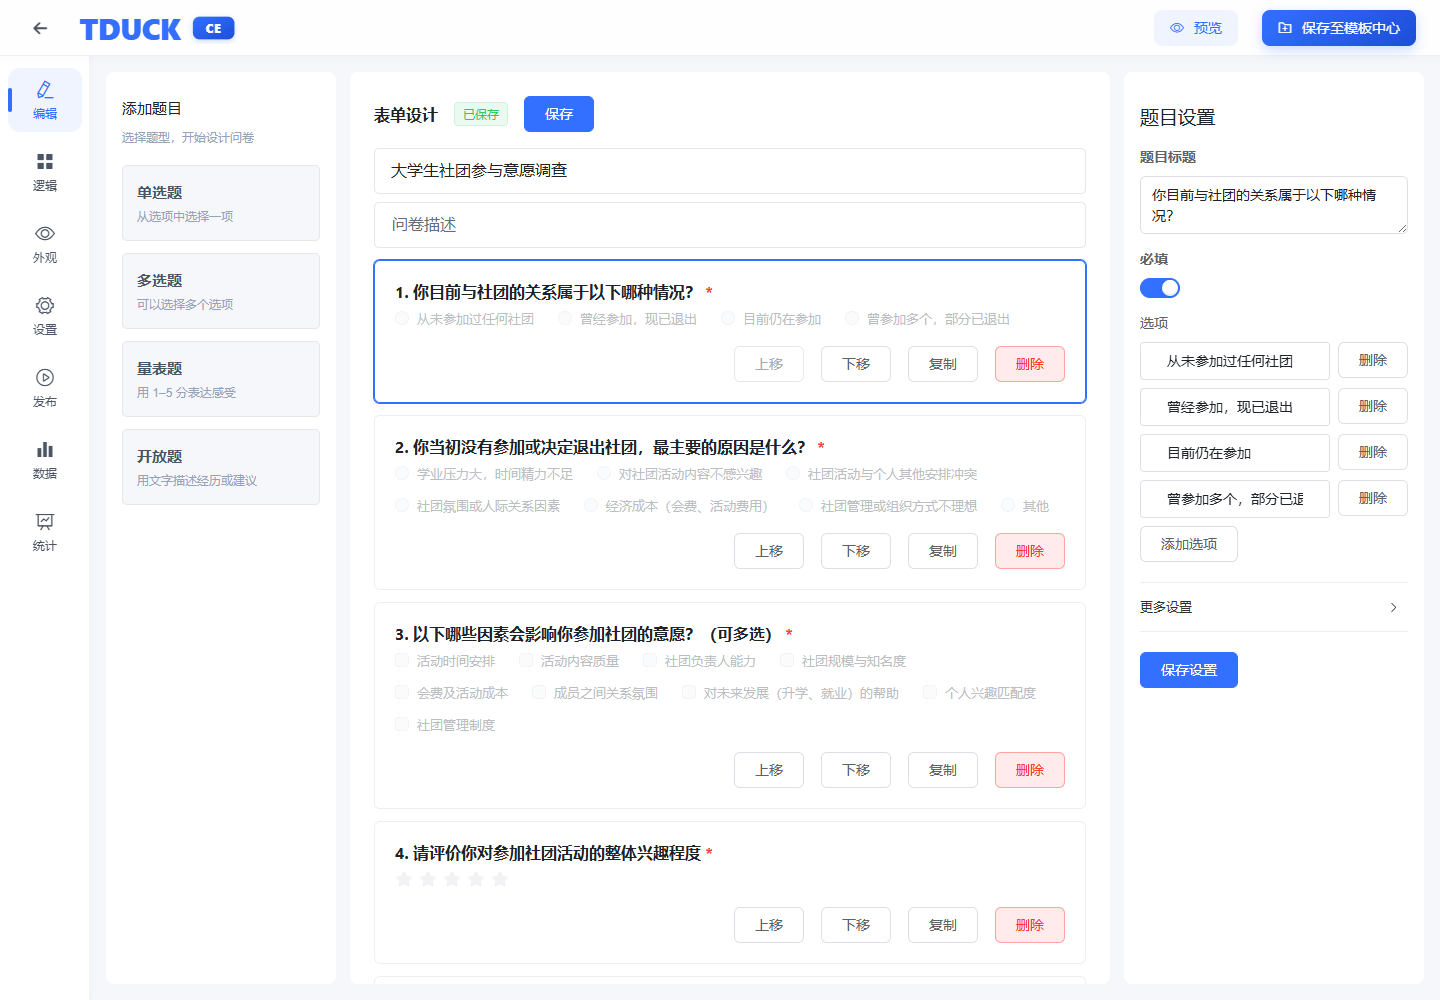 TDUCK CE
预览
保存至模板中心
编辑
逻辑
外观
设置
发布
数据
统计
添加题目
选择题型，开始设计问卷
单选题
从选项中选择一项
多选题
可以选择多个选项
量表题
用 1–5 分表达感受
开放题
用文字描述经历或建议
表单设计 已保存 保存
大学生社团参与意愿调查
问卷描述
1. 你目前与社团的关系属于以下哪种情况？ *
从未参加过任何社团 曾经参加，现已退出 目前仍在参加 曾参加多个，部分已退出
上移 下移 复制 删除
2. 你当初没有参加或决定退出社团，最主要的原因是什么？ *
学业压力大，时间精力不足 对社团活动内容不感兴趣 社团活动与个人其他安排冲突
社团氛围或人际关系因素 经济成本（会费、活动费用） 社团管理或组织方式不理想 其他
上移 下移 复制 删除
3. 以下哪些因素会影响你参加社团的意愿？（可多选） *
活动时间安排 活动内容质量 社团负责人能力 社团规模与知名度
会费及活动成本 成员之间关系氛围 对未来发展（升学、就业）的帮助 个人兴趣匹配度
社团管理制度
上移 下移 复制 删除
4. 请评价你对参加社团活动的整体兴趣程度 *
上移 下移 复制 删除
题目设置
题目标题
你目前与社团的关系属于以下哪种情
况？
必填
选项
从未参加过任何社团 删除
曾经参加，现已退出 删除
目前仍在参加 删除
曾参加多个，部分已退 删除
添加选项
更多设置
保存设置